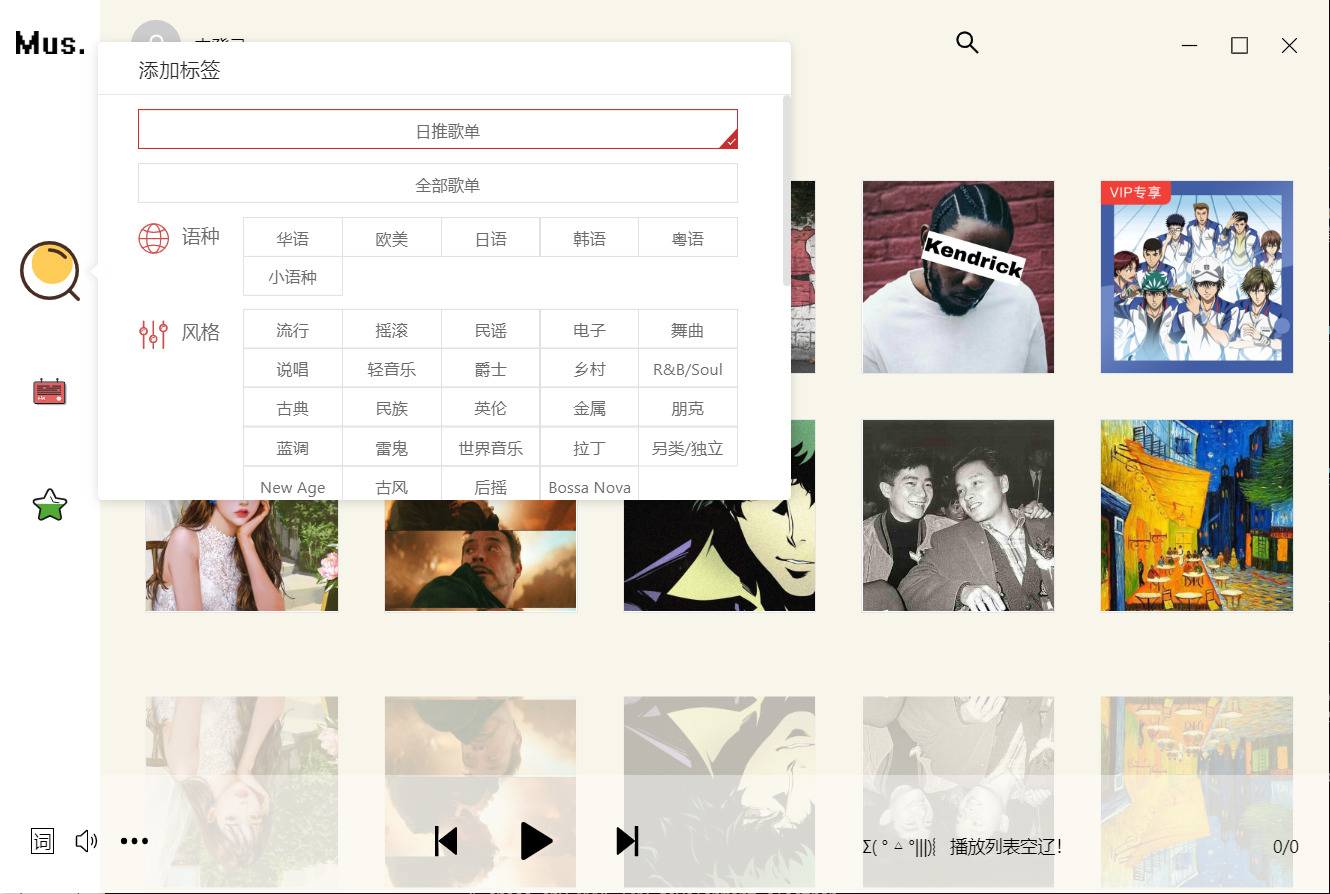 Mus.
添加标签
日推歌单
全部歌单
语种
华语 欧美 日语 韩语 粤语
小语种
风格
流行 摇滚 民谣 电子 舞曲
说唱 轻音乐 爵士 乡村 R&B/Soul
古典 民族 英伦 金属 朋克
蓝调 雷鬼 世界音乐 拉丁 另类/独立
New Age 古风 后摇 Bossa Nova
Kendrick
VIP专享
词
Σ( ° △ °|||)︴ 播放列表空辽！
0/0